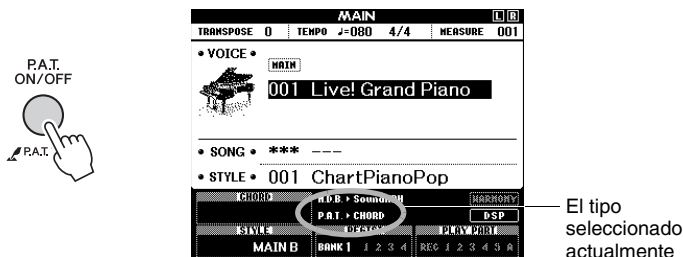 MAIN
L R
TRANSPOSE 0 TEMPO ♩=080 4/4 MEASURE 001
VOICE
MAIN
001 Live! Grand Piano
P.A.T.
ON/OFF
P.A.T.
SONG *** ---
STYLE 001 ChartPianoPop
CHORD
P.A.T. CHORD
HARMONY
DSP
El tipo
seleccionado
actualmente
STYLE
MAIN B
REGIST
BANK 1 1 2 3 4
PLAY PART
REC 1 2 3 4 5 A